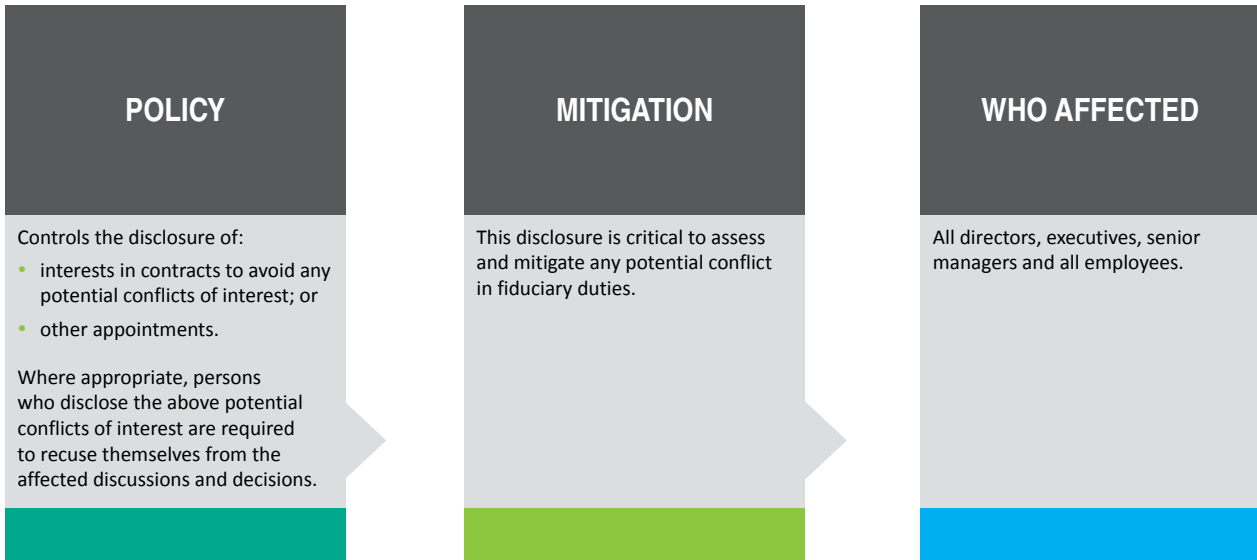 POLICY
Controls the disclosure of:
• interests in contracts to avoid any
potential conflicts of interest; or
• other appointments.
Where appropriate, persons
who disclose the above potential
conflicts of interest are required
to recuse themselves from the
affected discussions and decisions.
MITIGATION
This disclosure is critical to assess
and mitigate any potential conflict
in fiduciary duties.
WHO AFFECTED
All directors, executives, senior
managers and all employees.